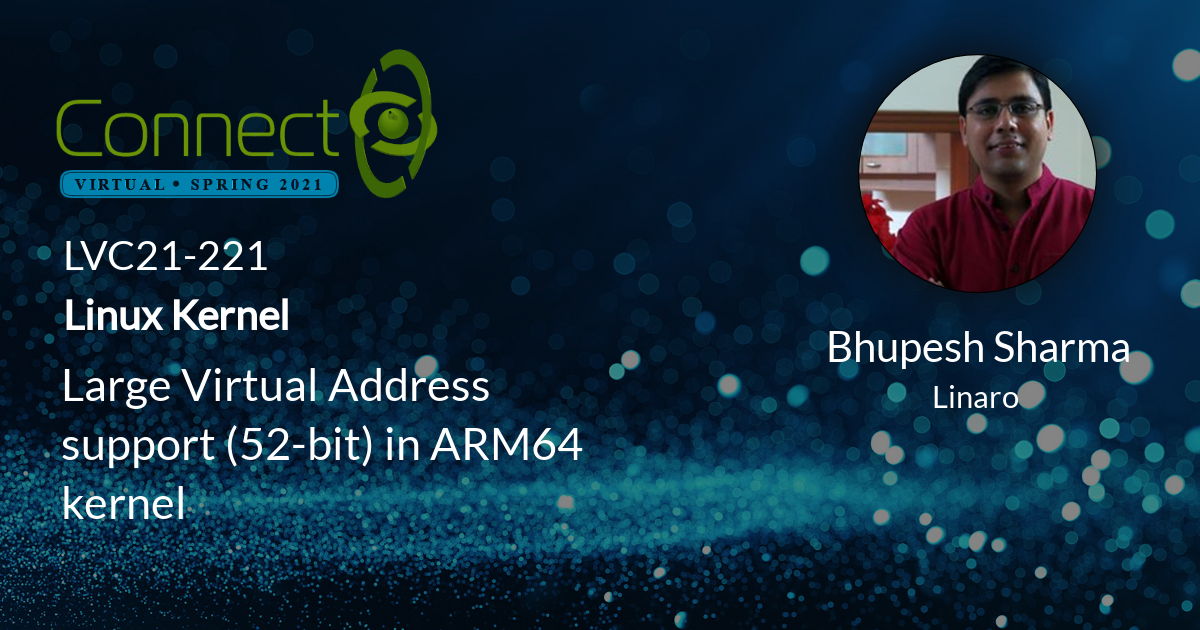 Connect
VIRTUAL • SPRING 2021
LVC21-221
Linux Kernel
Large Virtual Address
support (52-bit) in ARM64
kernel
Bhupesh Sharma
Linaro